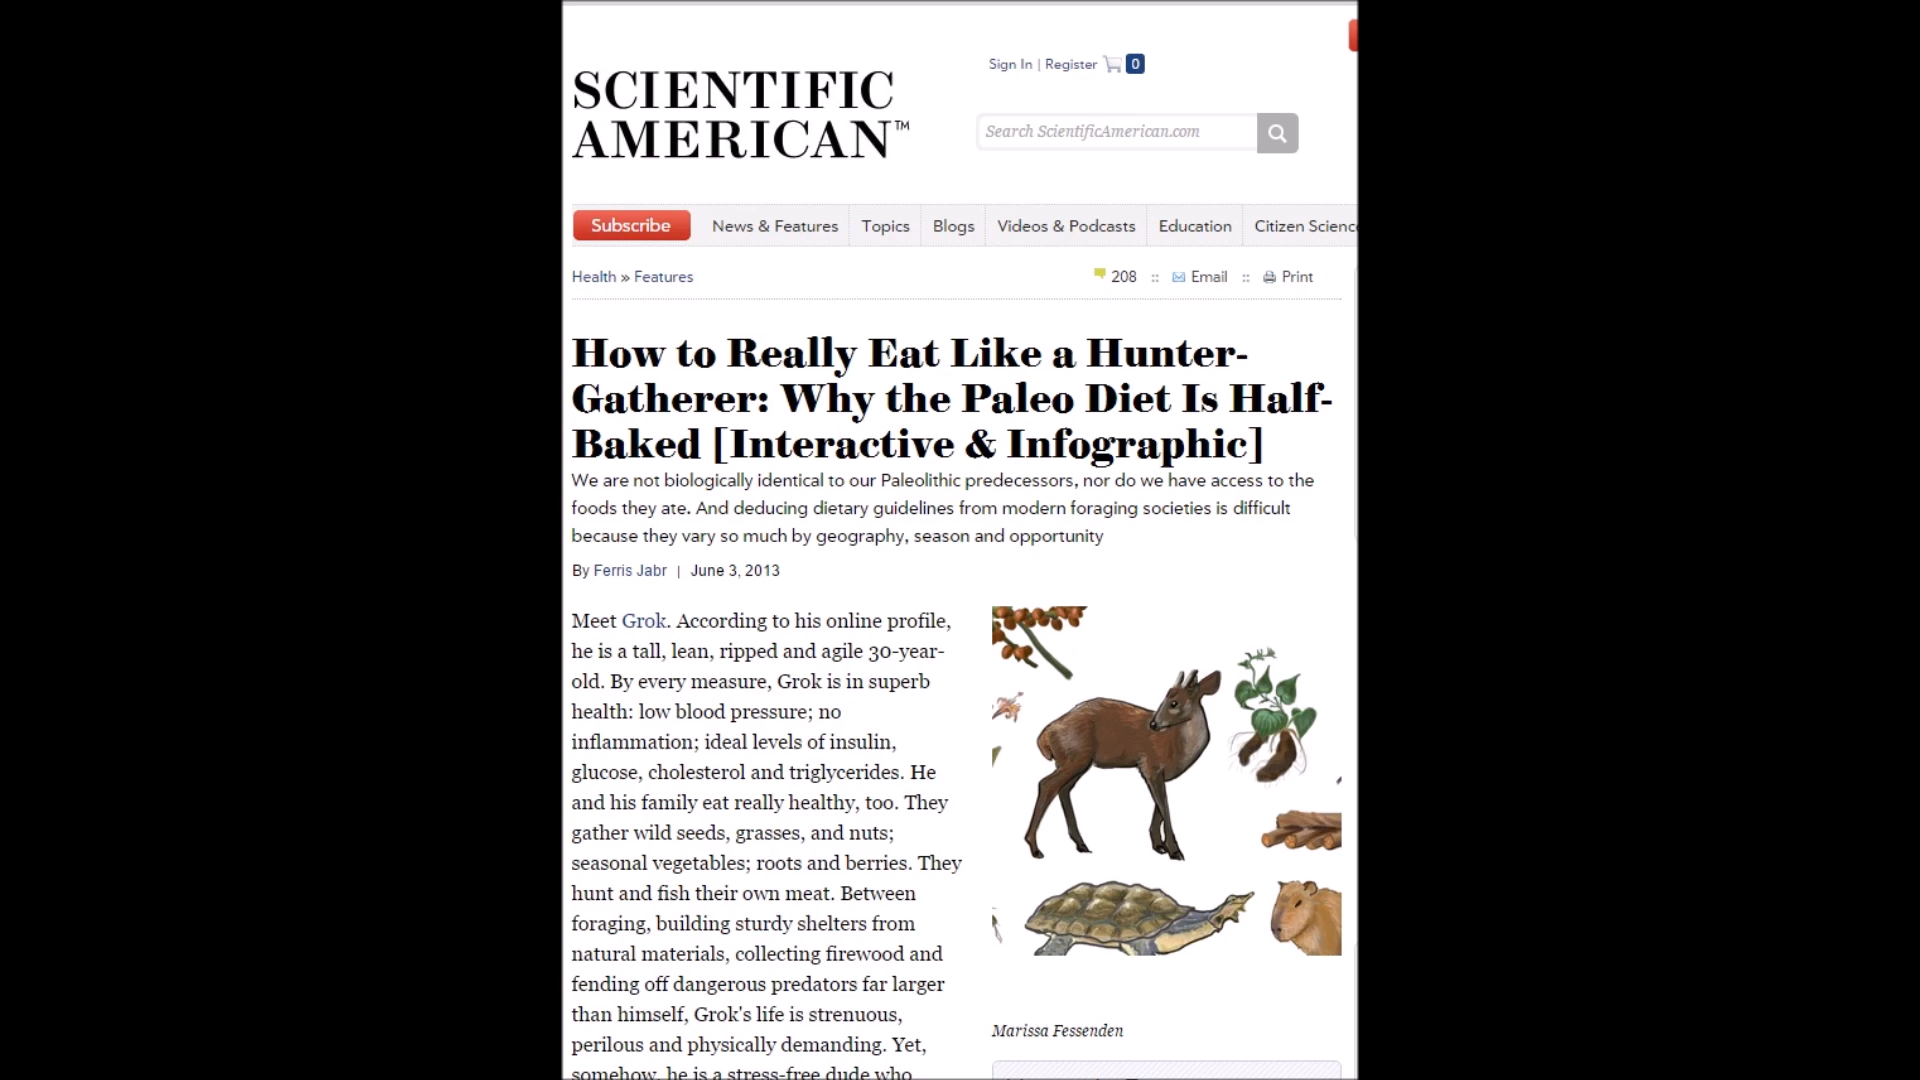 SCIENTIFIC
AMERICAN™
Sign In | Register 0
Search ScientificAmerican.com
Subscribe News & Features Topics Blogs Videos & Podcasts Education Citizen Science
Health » Features
208 :: Email :: Print
How to Really Eat Like a Hunter-
Gatherer: Why the Paleo Diet Is Half-
Baked [Interactive & Infographic]
We are not biologically identical to our Paleolithic predecessors, nor do we have access to the
foods they ate. And deducing dietary guidelines from modern foraging societies is difficult
because they vary so much by geography, season and opportunity
By Ferris Jabr | June 3, 2013
Meet Grok. According to his online profile,
he is a tall, lean, ripped and agile 30-year-
old. By every measure, Grok is in superb
health: low blood pressure; no
inflammation; ideal levels of insulin,
glucose, cholesterol and triglycerides. He
and his family eat really healthy, too. They
gather wild seeds, grasses, and nuts;
seasonal vegetables; roots and berries. They
hunt and fish their own meat. Between
foraging, building sturdy shelters from
natural materials, collecting firewood and
fending off dangerous predators far larger
than himself, Grok's life is strenuous,
perilous and physically demanding. Yet,
somehow, he is a stress-free dude who
Marissa Fessenden